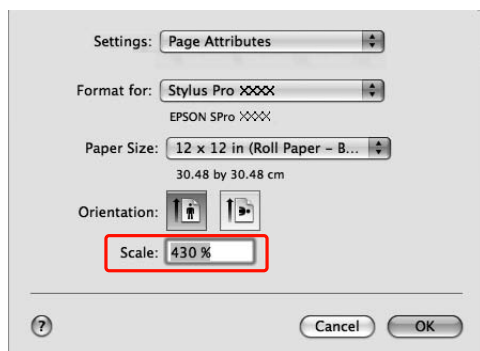 Settings: Page Attributes
Format for: Stylus Pro XXXX
EPSON SPro XXXX
Paper Size: 12 x 12 in (Roll Paper – B...
30.48 by 30.48 cm
Orientation:
Scale: 430 %
? Cancel OK